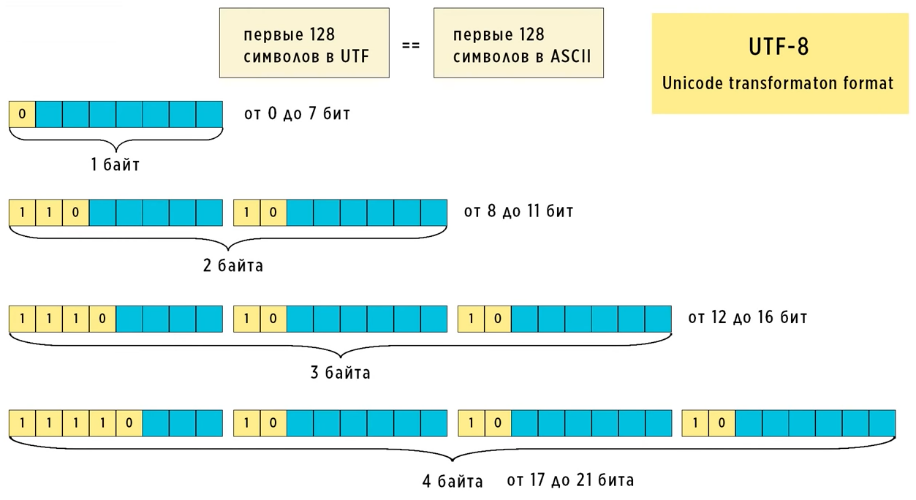 первые 128
символов в UTF
==
первые 128
символов в ASCII
UTF-8
Unicode transformaton format
0
от 0 до 7 бит
1 байт
1 1 0 1 0
от 8 до 11 бит
2 байта
1 1 1 0 1 0 1 0
от 12 до 16 бит
3 байта
1 1 1 1 0 1 0 1 0 1 0
4 байта от 17 до 21 бита